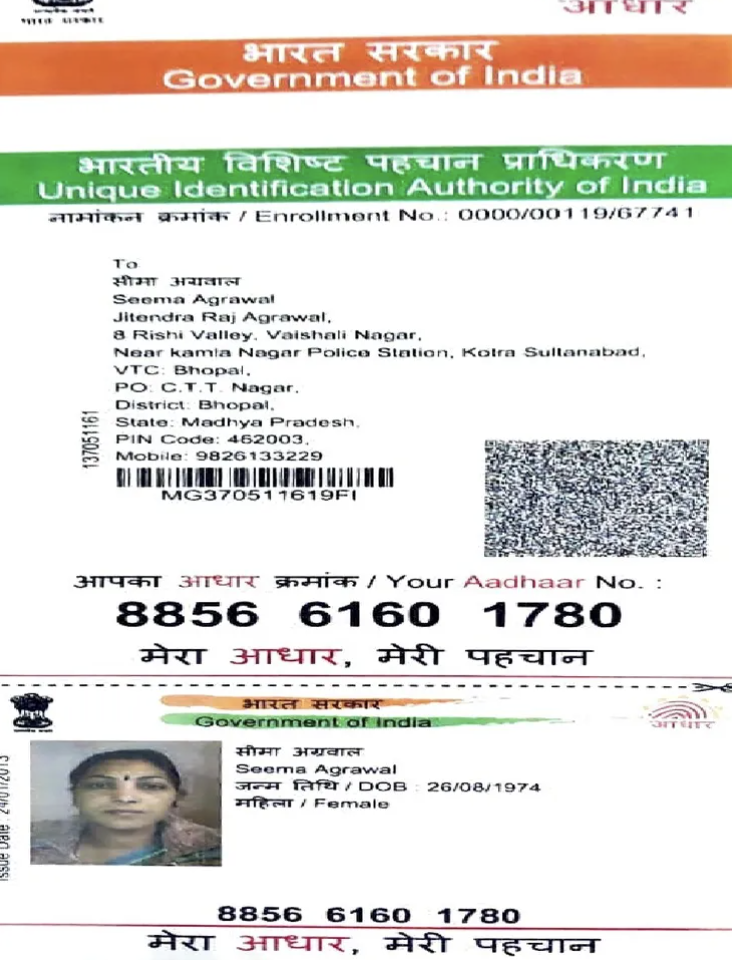 भारत सरकार
आधार
भारत सरकार
Government of India
भारतीय विशिष्ट पहचान प्राधिकरण
Unique Identification Authority of India
नामांकन क्रमांक / Enrollment No.: 0000/00119/67741
To
सीमा अग्रवाल
Seema Agrawal
Jitendra Raj Agrawal,
8 Rishi Valley, Vaishali Nagar,
Near kamla Nagar Police Station, Kotra Sultanabad,
VTC: Bhopal,
PO: C.T.T. Nagar,
District: Bhopal,
State: Madhya Pradesh,
PIN Code: 462003,
Mobile: 9826133229
137051161
MG370511619FI
आपका आधार क्रमांक / Your Aadhaar No. :
8856 6160 1780
मेरा आधार, मेरी पहचान
भारत सरकार
Government of India
आधार
सीमा अग्रवाल
Seema Agrawal
जन्म तिथि / DOB : 26/08/1974
महिला / Female
Issue Date : 24/01/2013
8856 6160 1780
मेरा आधार, मेरी पहचान